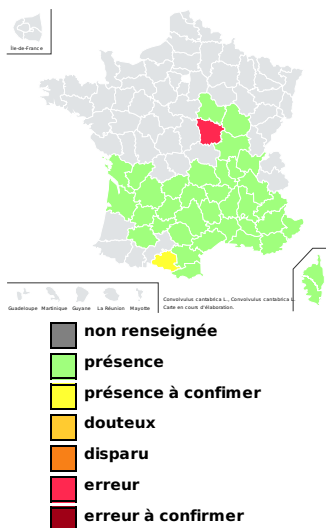 Île-de-France
Convolvulus cantabrica L., Convolvulus cantabrica L.
Carte en cours d'élaboration.
Guadeloupe Martinique Guyane La Réunion Mayotte
non renseignée
présence
présence à confimer
douteux
disparu
erreur
erreur à confirmer